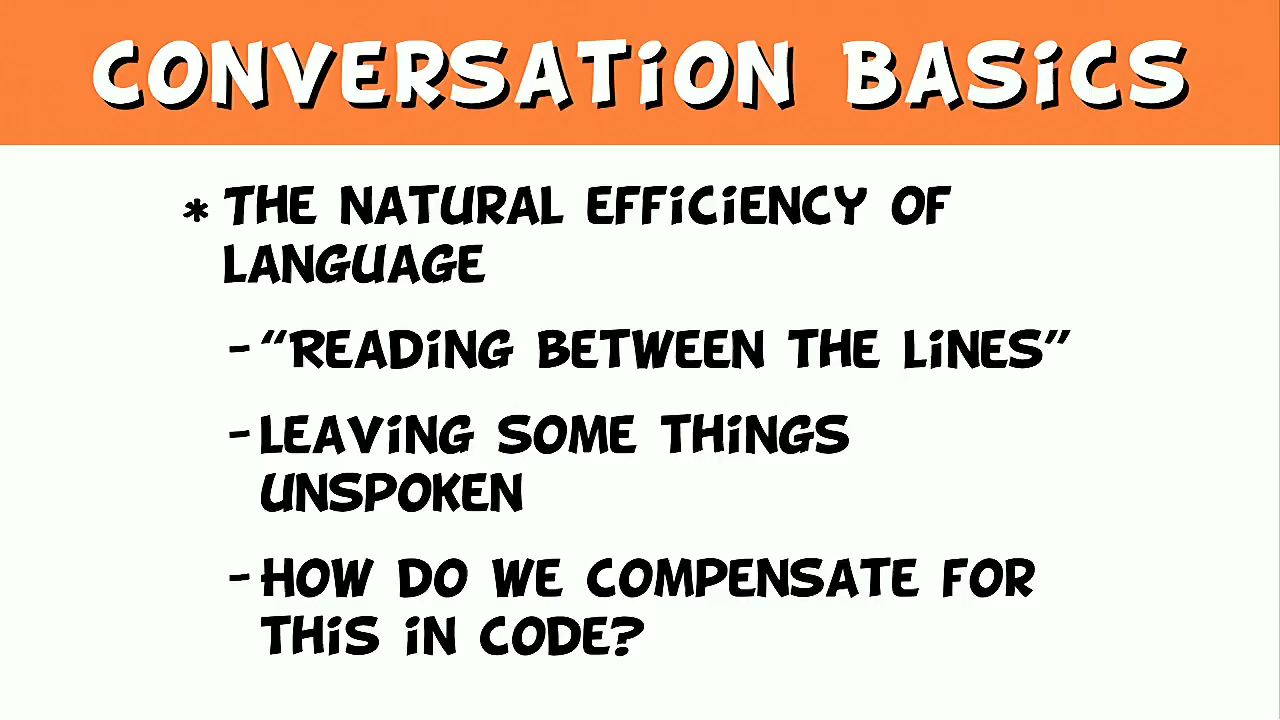 CONVERSATION BASiCS
* THE NATURAL EFFiCiENCY OF
LANGUAGE
- “READiNG BETWEEN THE LiNES”
- LEAViNG SOME THiNGS
UNSPOKEN
- HOW DO WE COMPENSATE FOR
THiS iN CODE?